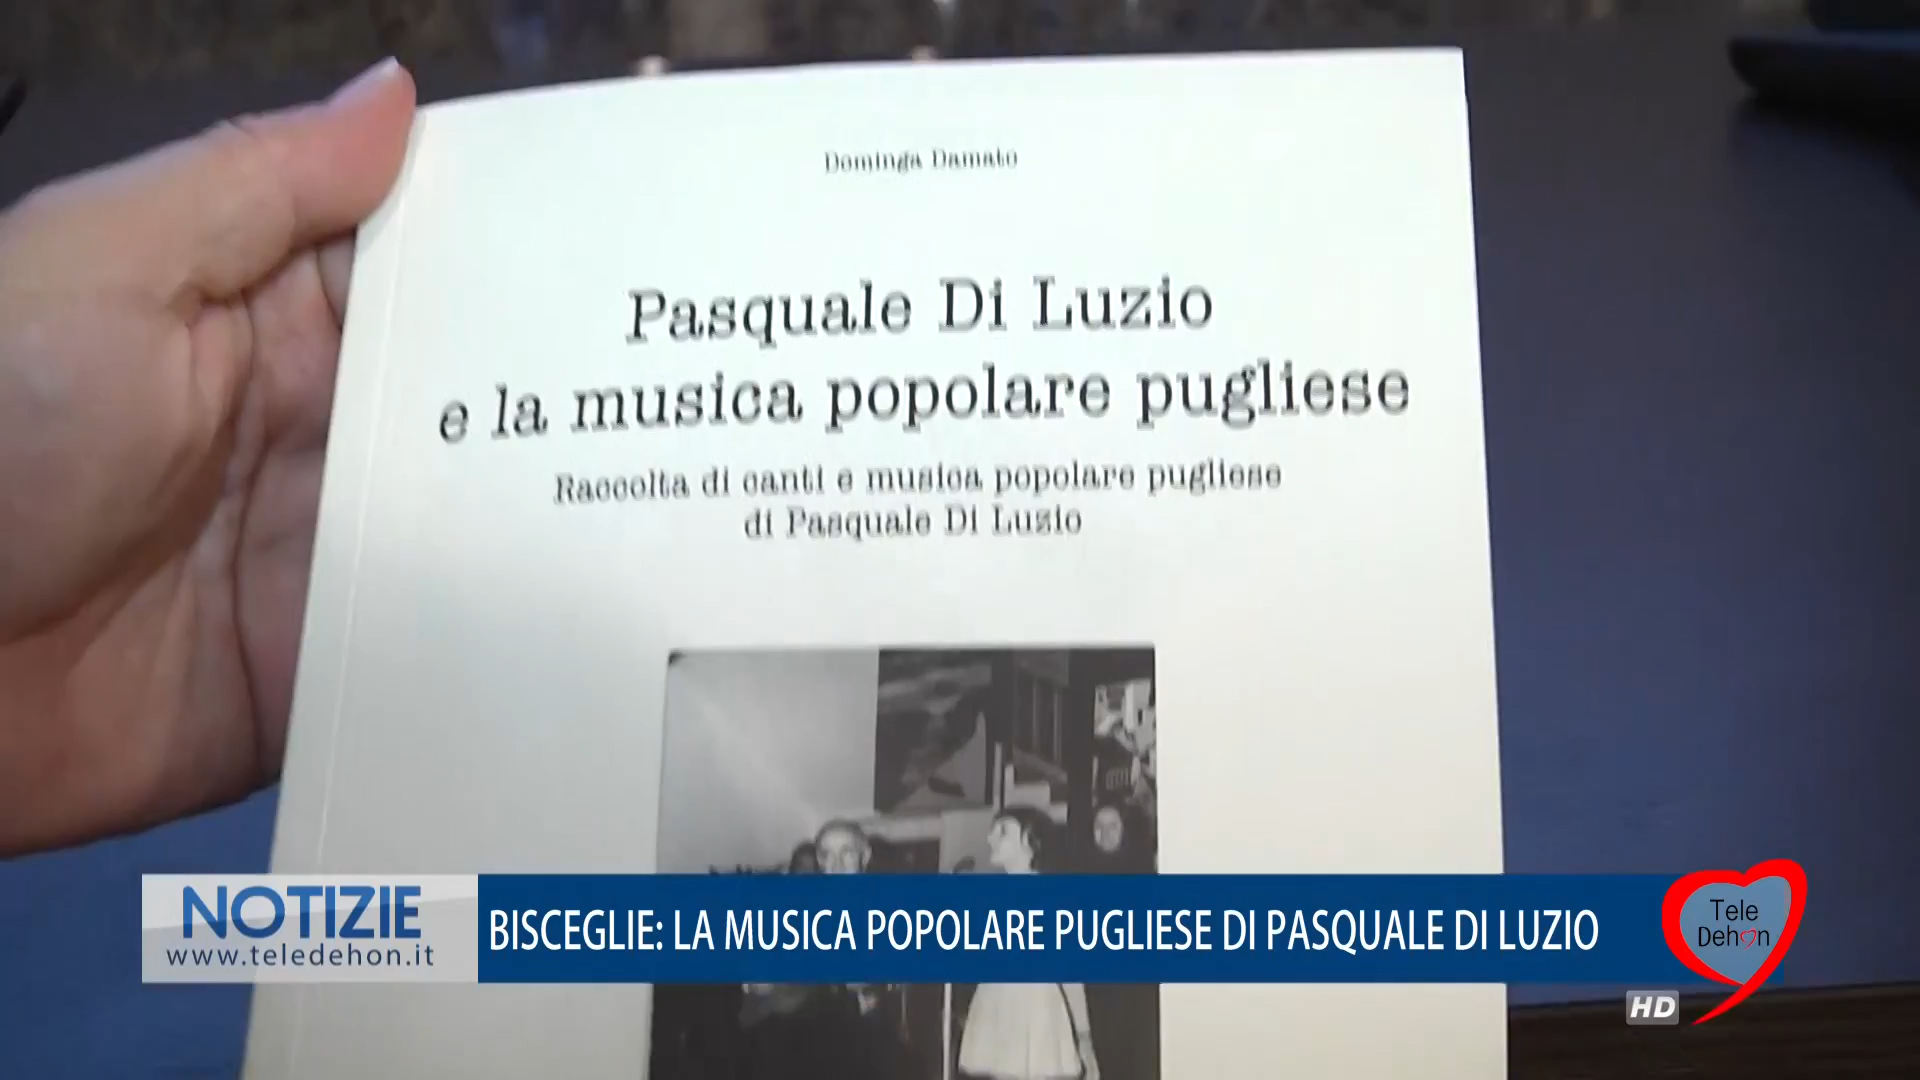 Dominga Damato
Pasquale Di Luzio
e la musica popolare pugliese
Raccolta di canti e musica popolare pugliese
di Pasquale Di Luzio
NOTIZIE
www.teledehon.it
BISCEGLIE: LA MUSICA POPOLARE PUGLIESE DI PASQUALE DI LUZIO
Tele
Dehon
HD